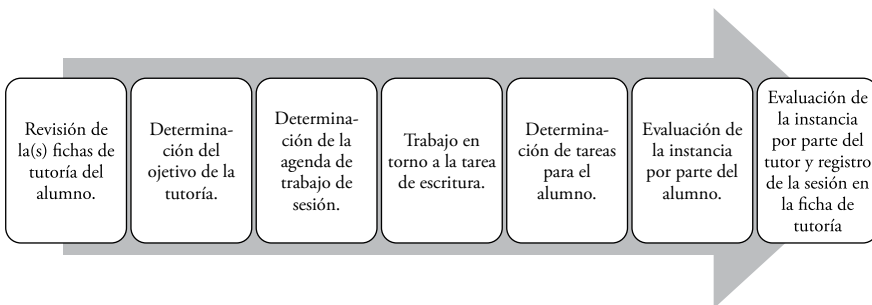 Revisión de
la(s) fichas de
tutoría del
alumno.
Determina-
ción del
ojetivo de la
tutoría.
Determina-
ción de la
agenda de
trabajo de
sesión.
Trabajo en
torno a la tarea
de escritura.
Determina-
ción de tareas
para el
alumno.
Evaluación de
la instancia
por parte del
alumno.
Evaluación de
la instancia
por parte del
tutor y registro
de la sesión en
la ficha de
tutoría